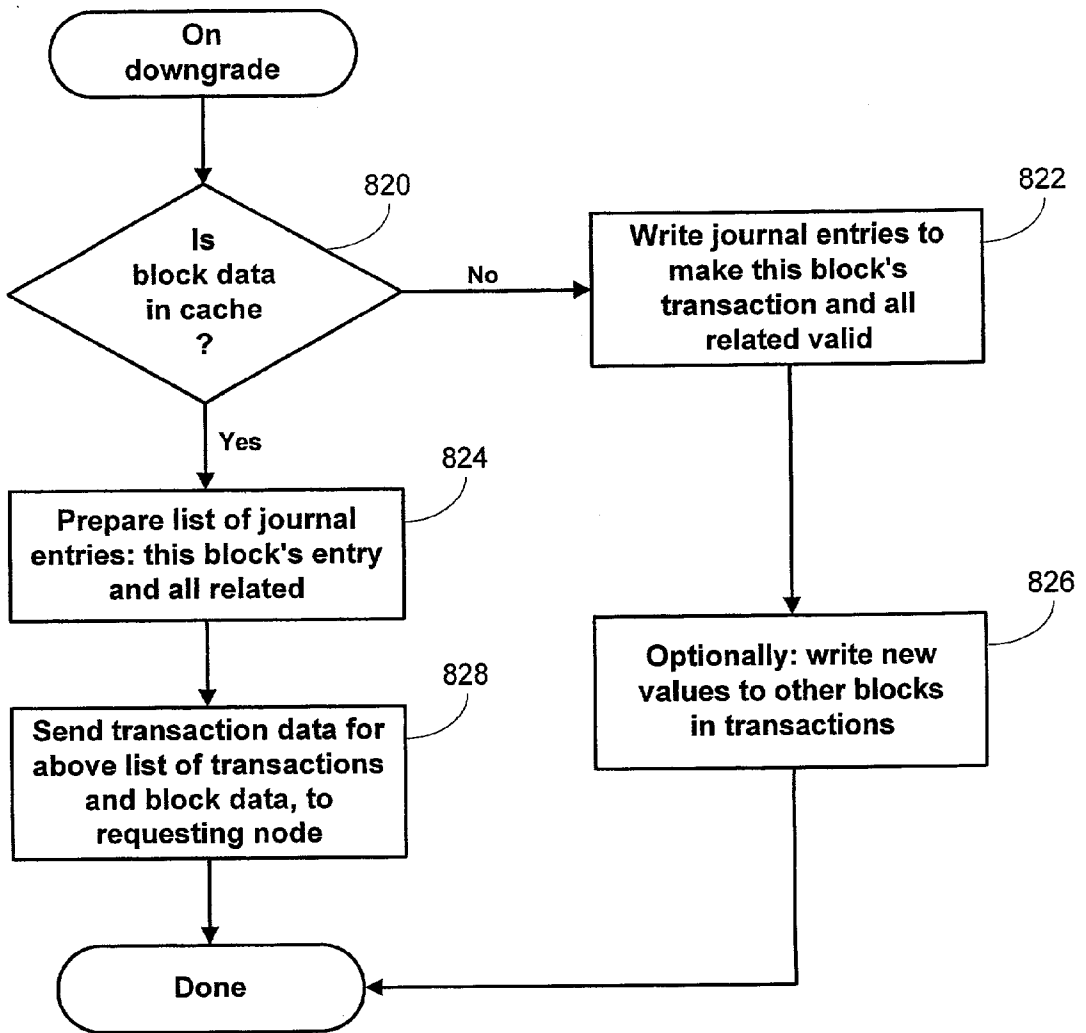 On
downgrade
820
Is
block data
in cache
?
No
822
Write journal entries to
make this block's
transaction and all
related valid
Yes
824
Prepare list of journal
entries: this block's entry
and all related
826
Optionally: write new
values to other blocks
in transactions
828
Send transaction data for
above list of transactions
and block data, to
requesting node
Done